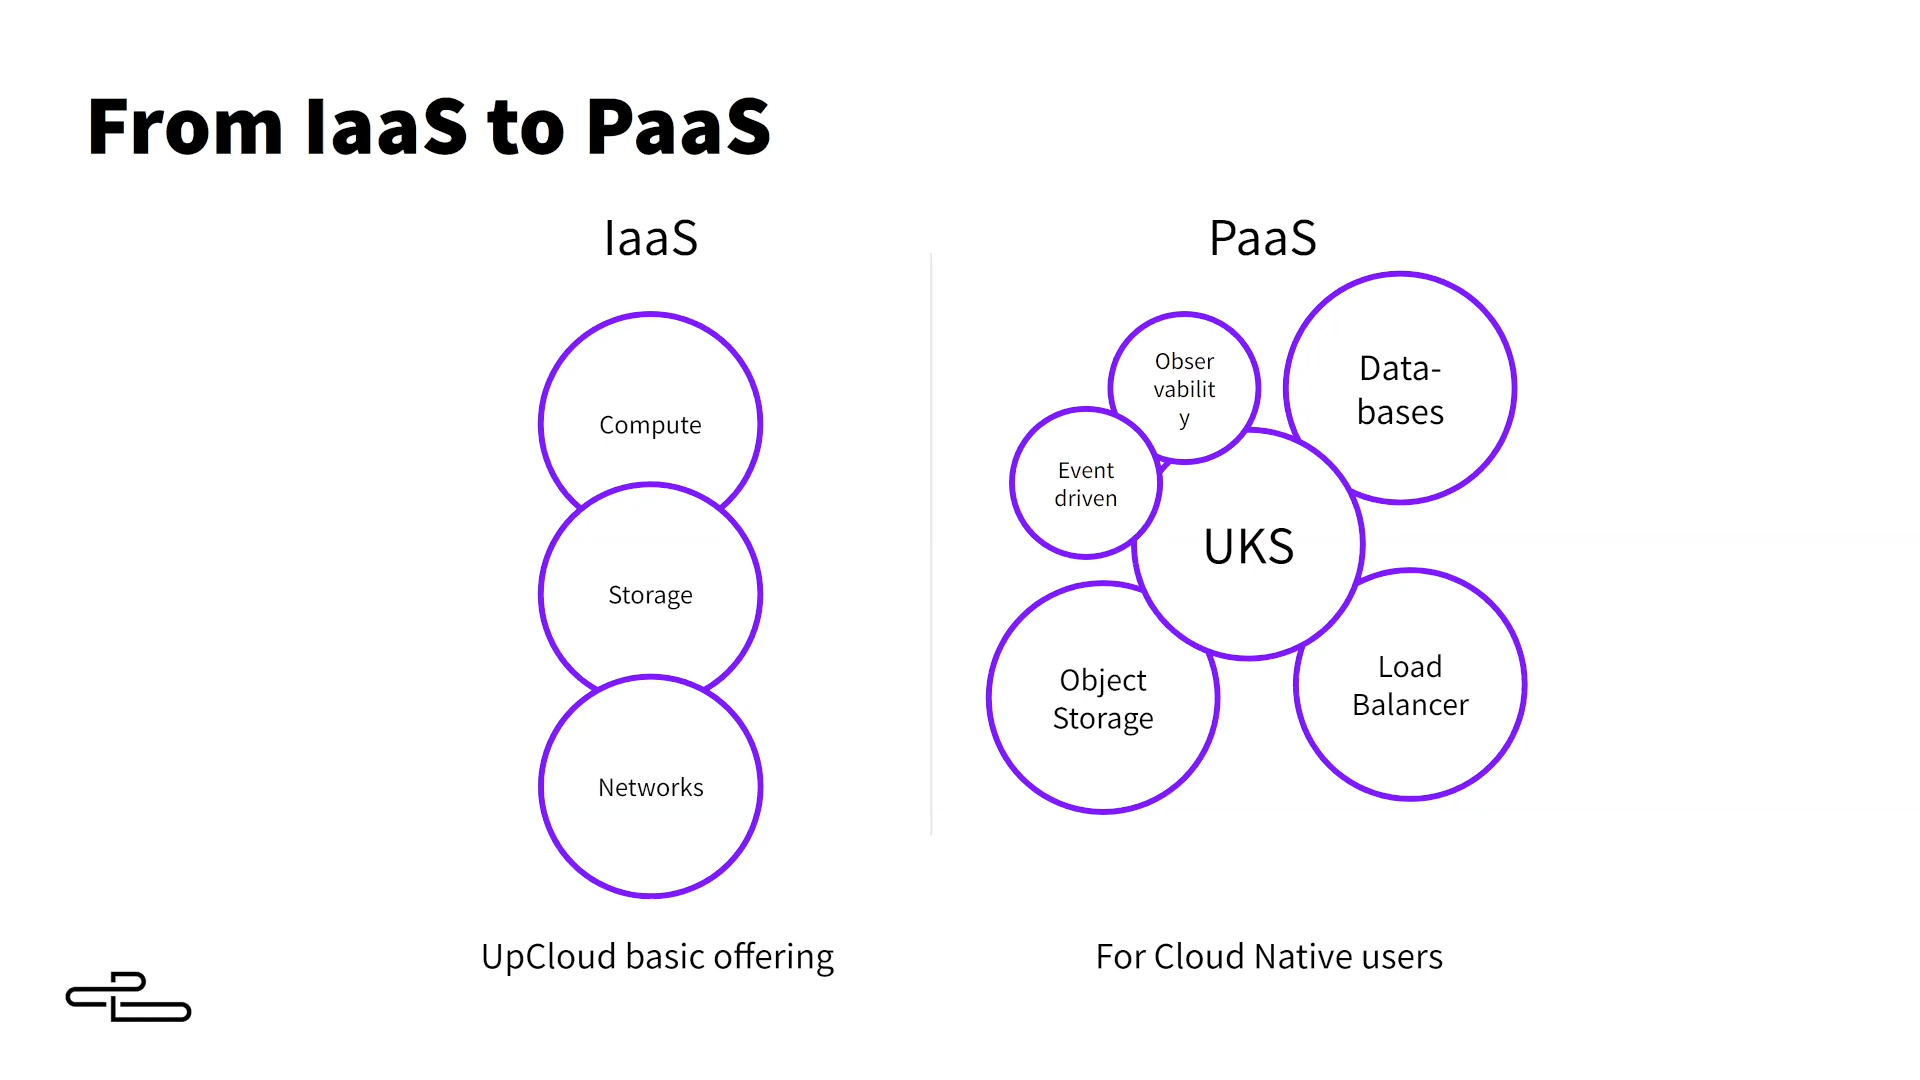 From IaaS to PaaS
IaaS
Compute
Storage
Networks
UpCloud basic offering
PaaS
Obser
vabilit
y
Data-
bases
Event
driven
UKS
Object
Storage
Load
Balancer
For Cloud Native users